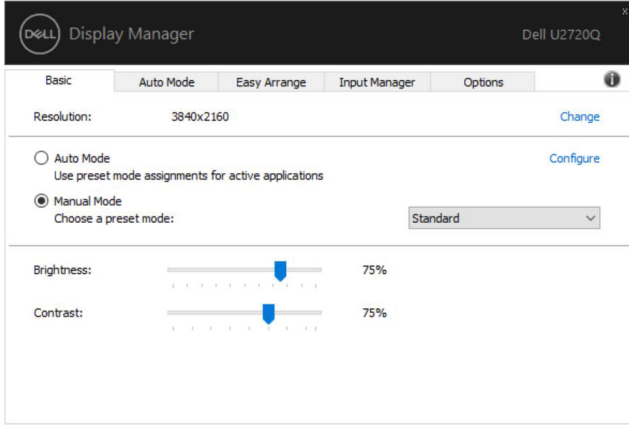 x
DELL Display Manager Dell U2720Q
Basic Auto Mode Easy Arrange Input Manager Options
Resolution: 3840x2160 Change
Auto Mode Configure
Use preset mode assignments for active applications
Manual Mode
Choose a preset mode: Standard
Brightness: 75%
Contrast: 75%